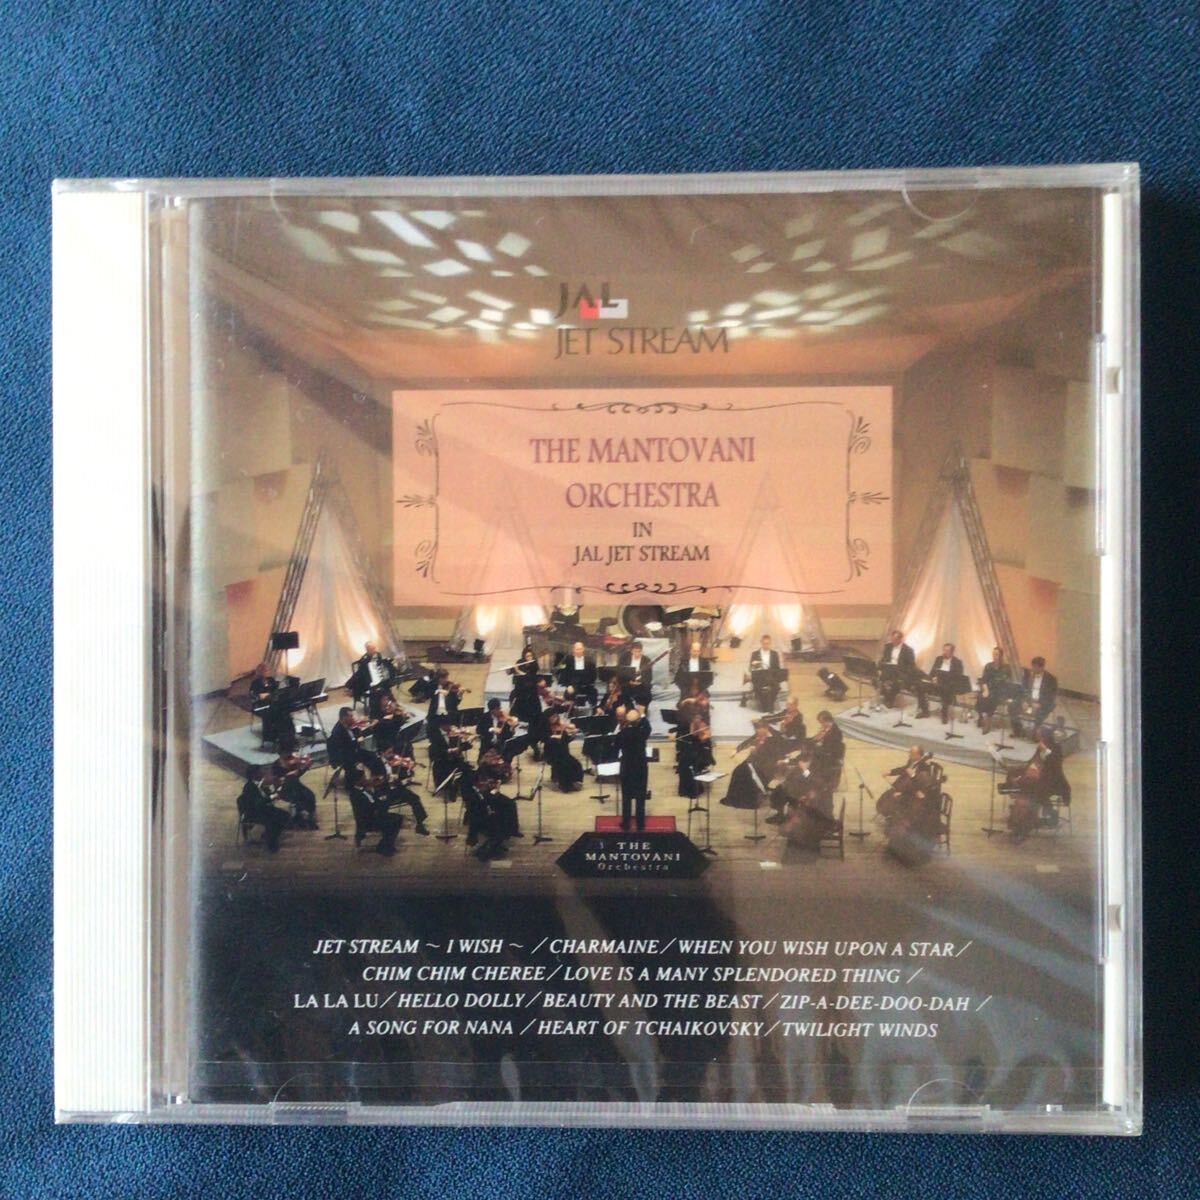 JAL
JET STREAM
THE MANTOVANI
ORCHESTRA
IN
JAL JET STREAM
THE
MANTOVANI
Orchestra
JET STREAM ～ I WISH ～ ／CHARMAINE／WHEN YOU WISH UPON A STAR／
CHIM CHIM CHEREE／LOVE IS A MANY SPLENDORED THING ／
LA LA LU／HELLO DOLLY／BEAUTY AND THE BEAST／ZIP-A-DEE-DOO-DAH ／
A SONG FOR NANA ／HEART OF TCHAIKOVSKY／TWILIGHT WINDS